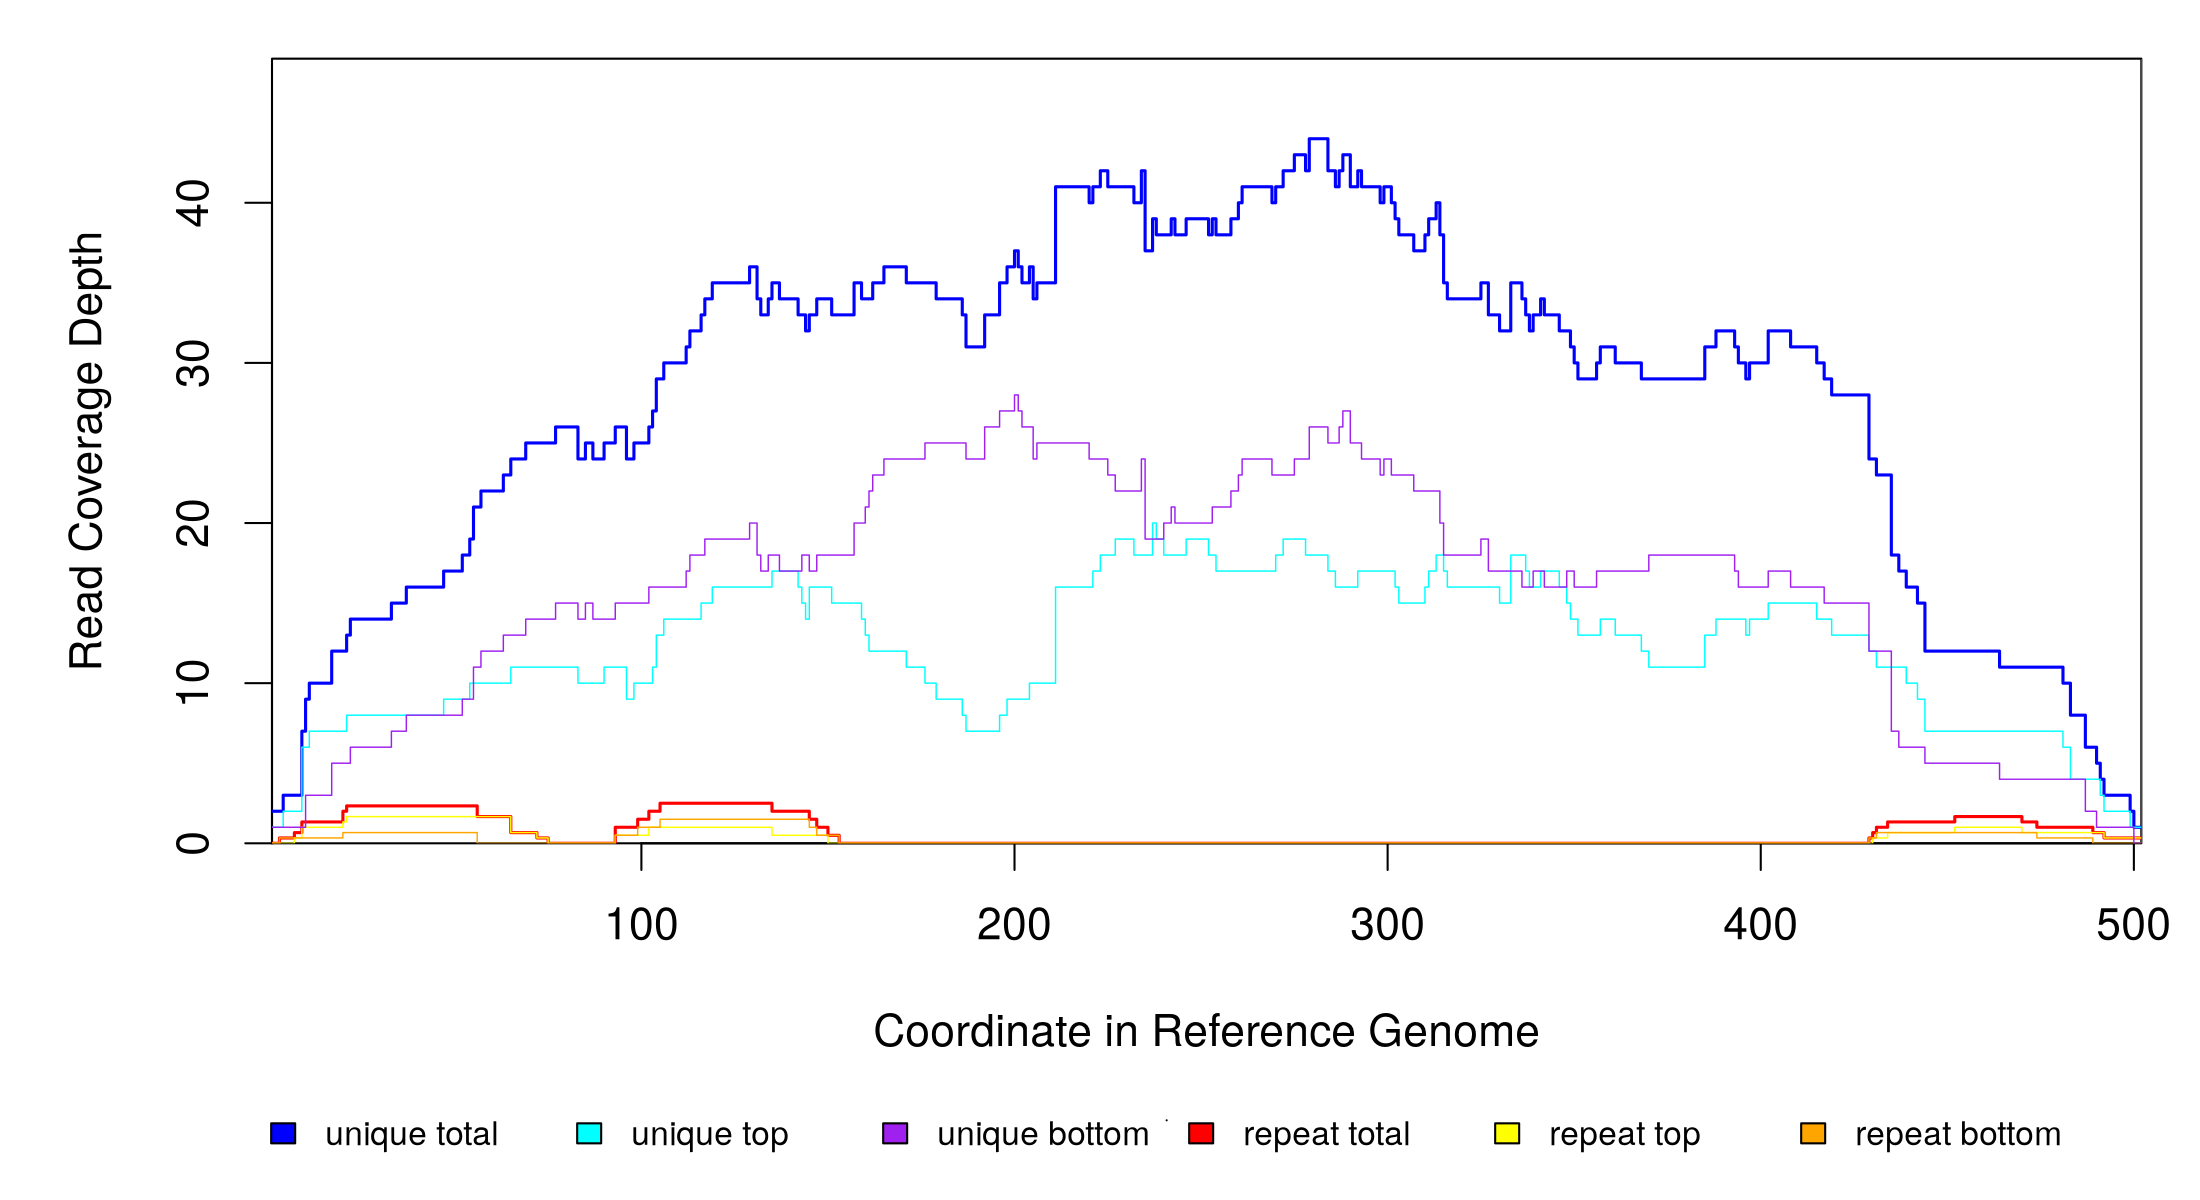 Read Coverage Depth
40
30
20
10
0
100 200 300 400 500
Coordinate in Reference Genome
unique total unique top unique bottom repeat total repeat top repeat bottom